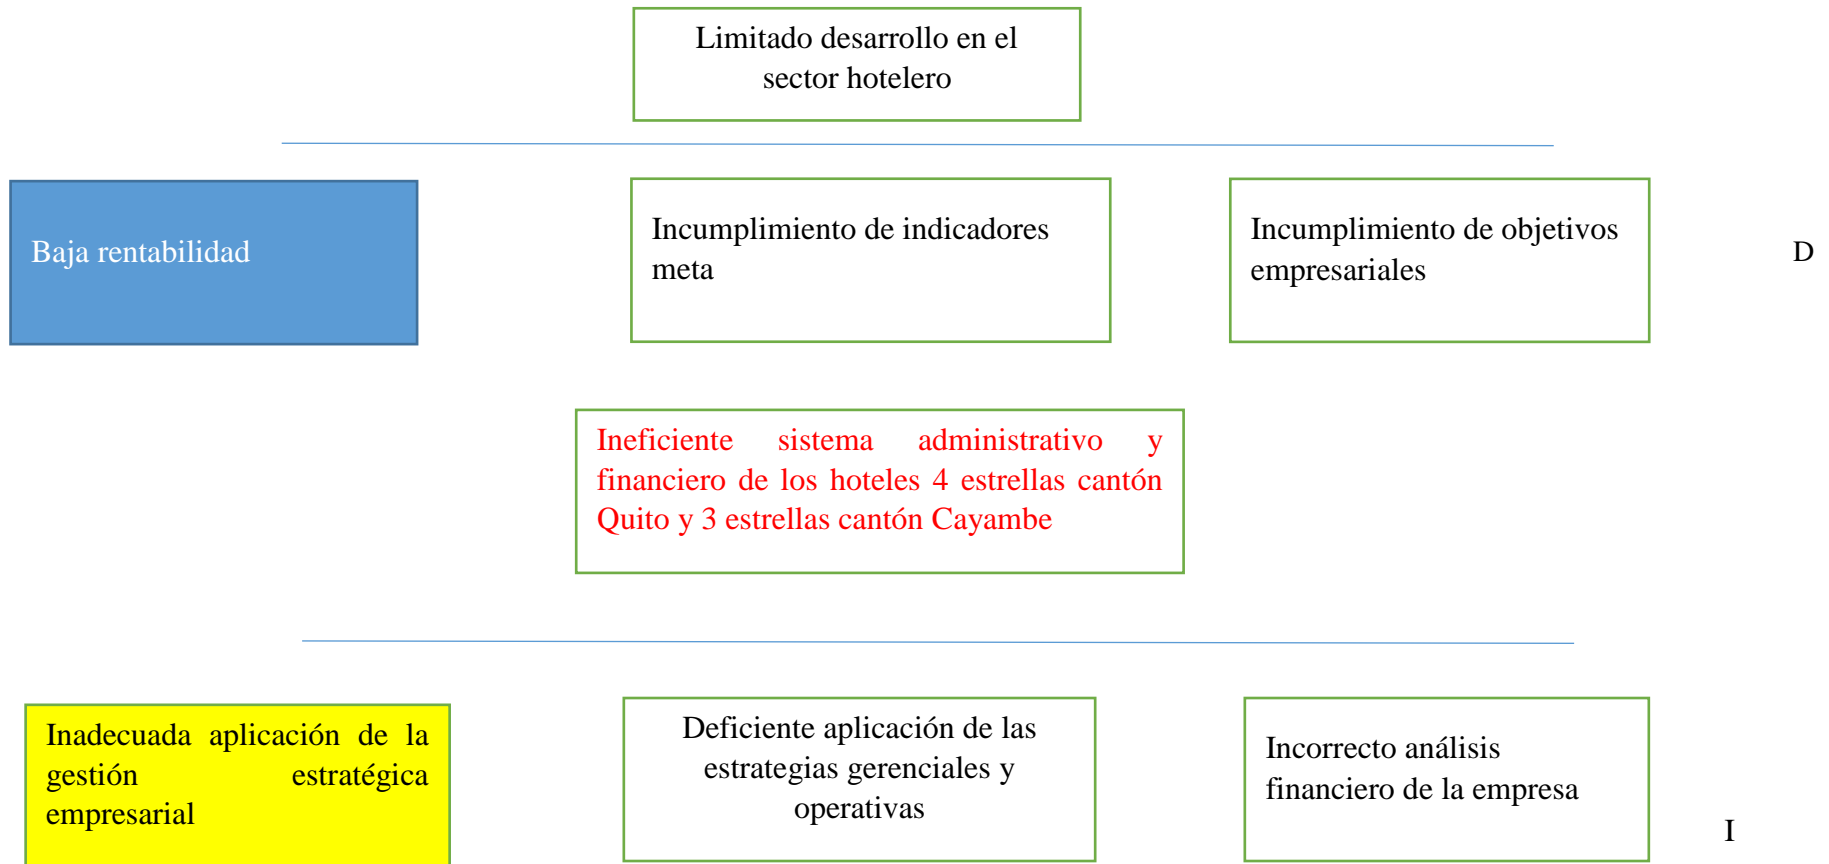 Limitado desarrollo en el
sector hotelero
Baja rentabilidad
Incumplimiento de indicadores
meta
Incumplimiento de objetivos
empresariales
D
Ineficiente sistema administrativo y
financiero de los hoteles 4 estrellas cantón
Quito y 3 estrellas cantón Cayambe
Inadecuada aplicación de la
gestión estratégica
empresarial
Deficiente aplicación de las
estrategias gerenciales y
operativas
Incorrecto análisis
financiero de la empresa
I